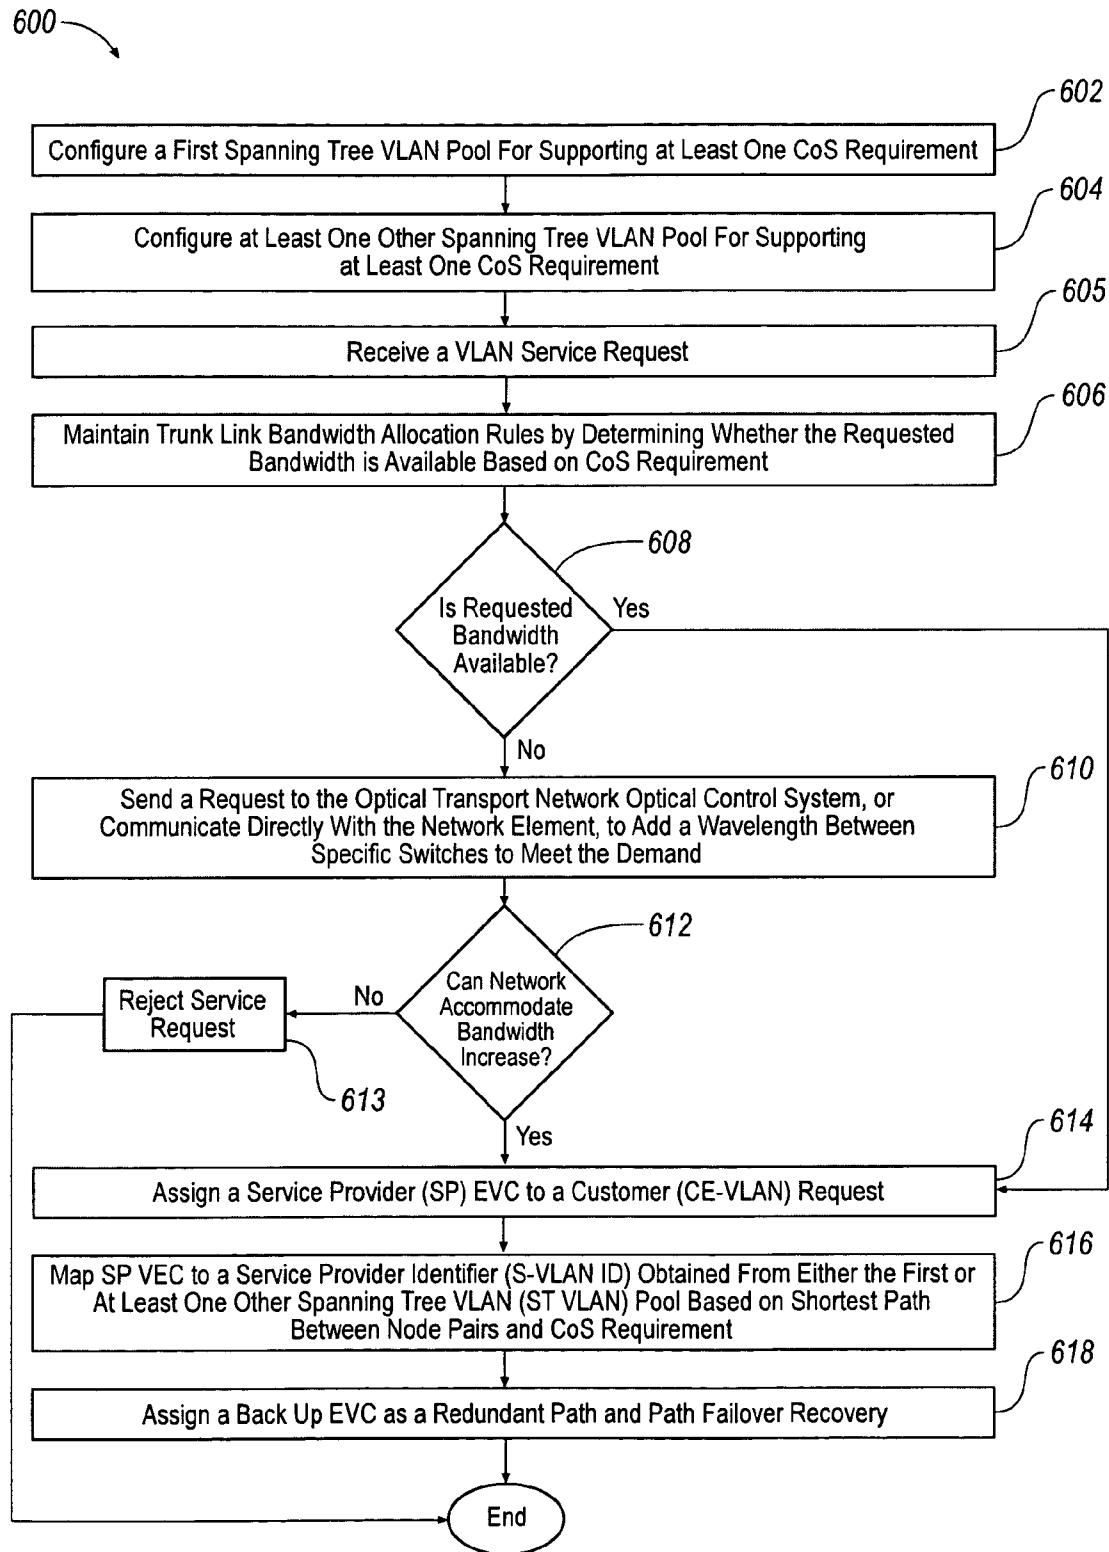 600
602
Configure a First Spanning Tree VLAN Pool For Supporting at Least One CoS Requirement
604
Configure at Least One Other Spanning Tree VLAN Pool For Supporting
at Least One CoS Requirement
605
Receive a VLAN Service Request
606
Maintain Trunk Link Bandwidth Allocation Rules by Determining Whether the Requested
Bandwidth is Available Based on CoS Requirement
608
Is Requested
Bandwidth
Available?
Yes
No
610
Send a Request to the Optical Transport Network Optical Control System, or
Communicate Directly With the Network Element, to Add a Wavelength Between
Specific Switches to Meet the Demand
612
Can Network
Accommodate
Bandwidth
Increase?
No
Reject Service
Request
613
Yes
614
Assign a Service Provider (SP) EVC to a Customer (CE-VLAN) Request
616
Map SP VEC to a Service Provider Identifier (S-VLAN ID) Obtained From Either the First or
At Least One Other Spanning Tree VLAN (ST VLAN) Pool Based on Shortest Path
Between Node Pairs and CoS Requirement
618
Assign a Back Up EVC as a Redundant Path and Path Failover Recovery
End